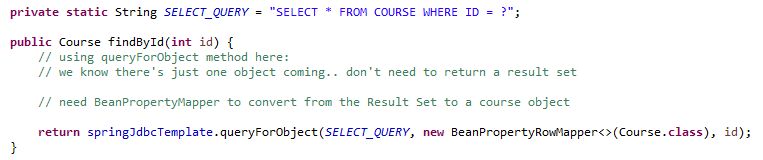 private static String SELECT_QUERY = "SELECT * FROM COURSE WHERE ID = ?";
public Course findById(int id) {
// using queryForObject method here:
// we know there's just one object coming.. don't need to return a result set
// need BeanPropertyMapper to convert from the Result Set to a course object
return springJdbcTemplate.queryForObject(SELECT_QUERY, new BeanPropertyRowMapper<>(Course.class), id);
}